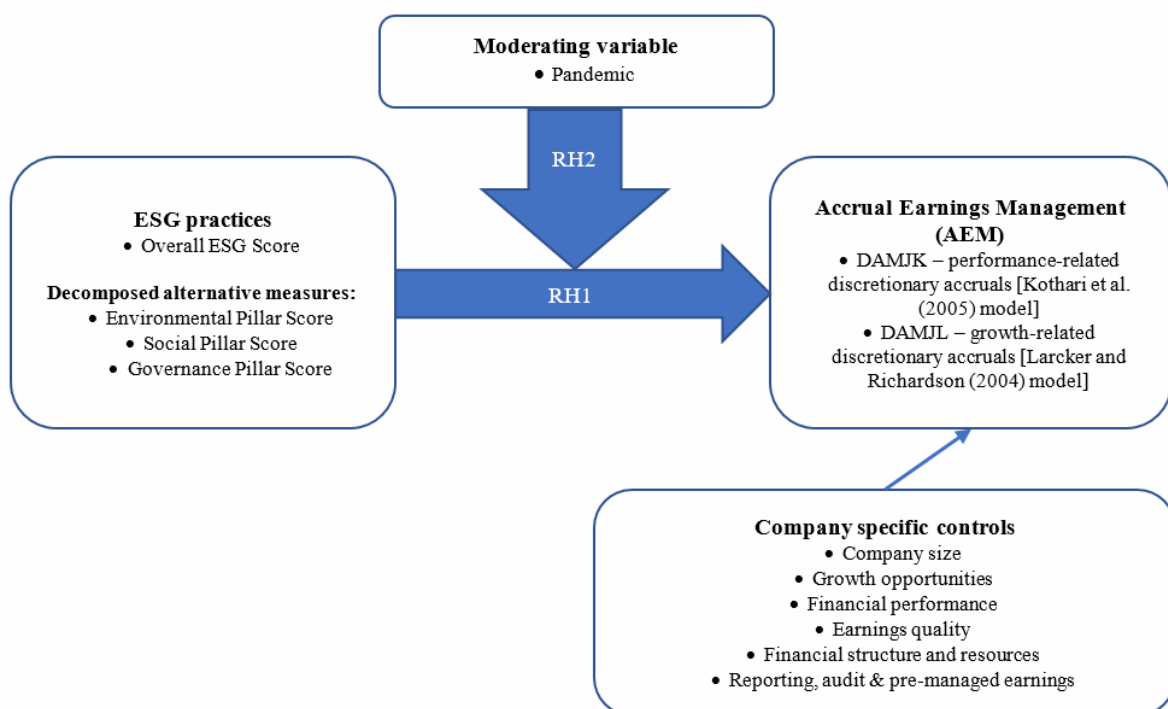 Moderating variable
• Pandemic
RH2
ESG practices
• Overall ESG Score
Decomposed alternative measures:
• Environmental Pillar Score
• Social Pillar Score
• Governance Pillar Score
RH1
Accrual Earnings Management
(AEM)
• DAMJK – performance-related
discretionary accruals [Kothari et al.
(2005) model]
• DAMJL – growth-related
discretionary accruals [Larcker and
Richardson (2004) model]
Company specific controls
• Company size
• Growth opportunities
• Financial performance
• Earnings quality
• Financial structure and resources
• Reporting, audit & pre-managed earnings